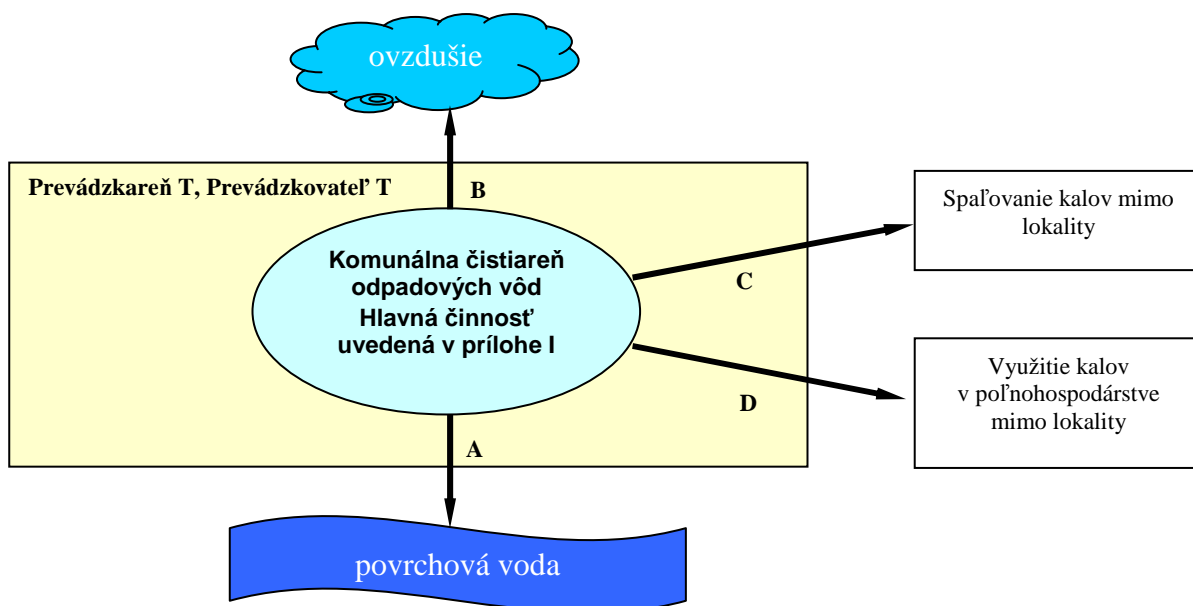 ovzdušie
Prevádzkareň T, Prevádzkovateľ T
B
Komunálna čistiareň
odpadových vôd
Hlavná činnosť
uvedená v prílohe I
C
Spaľovanie kalov mimo
lokality
D
Využitie kalov
v poľnohospodárstve
mimo lokality
A
povrchová voda